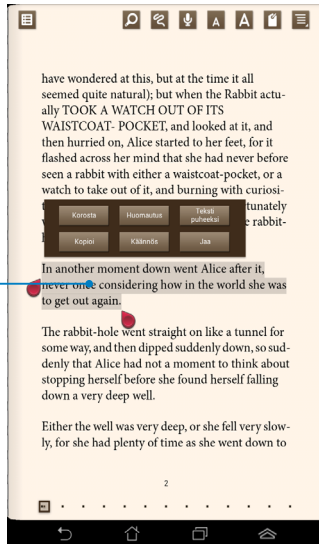 A
A
have wondered at this, but at the time it all
seemed quite natural); but when the Rabbit actu-
ally TOOK A WATCH OUT OF ITS
WAISTCOAT- POCKET, and looked at it, and
then hurried on, Alice started to her feet, for it
flashed across her mind that she had never before
seen a rabbit with either a waistcoat-pocket, or a
watch to take out of it, and burning with curiosi-
tunately
rabbit-
Korosta
Huomautus
Teksti
puheeksi
Kopioi
Käännös
Jaa
In another moment down went Alice after it,
never once considering how in the world she was
to get out again.
The rabbit-hole went straight on like a tunnel for
some way, and then dipped suddenly down, so sud-
denly that Alice had not a moment to think about
stopping herself before she found herself falling
down a very deep well.
Either the well was very deep, or she fell very slow-
ly, for she had plenty of time as she went down to
2